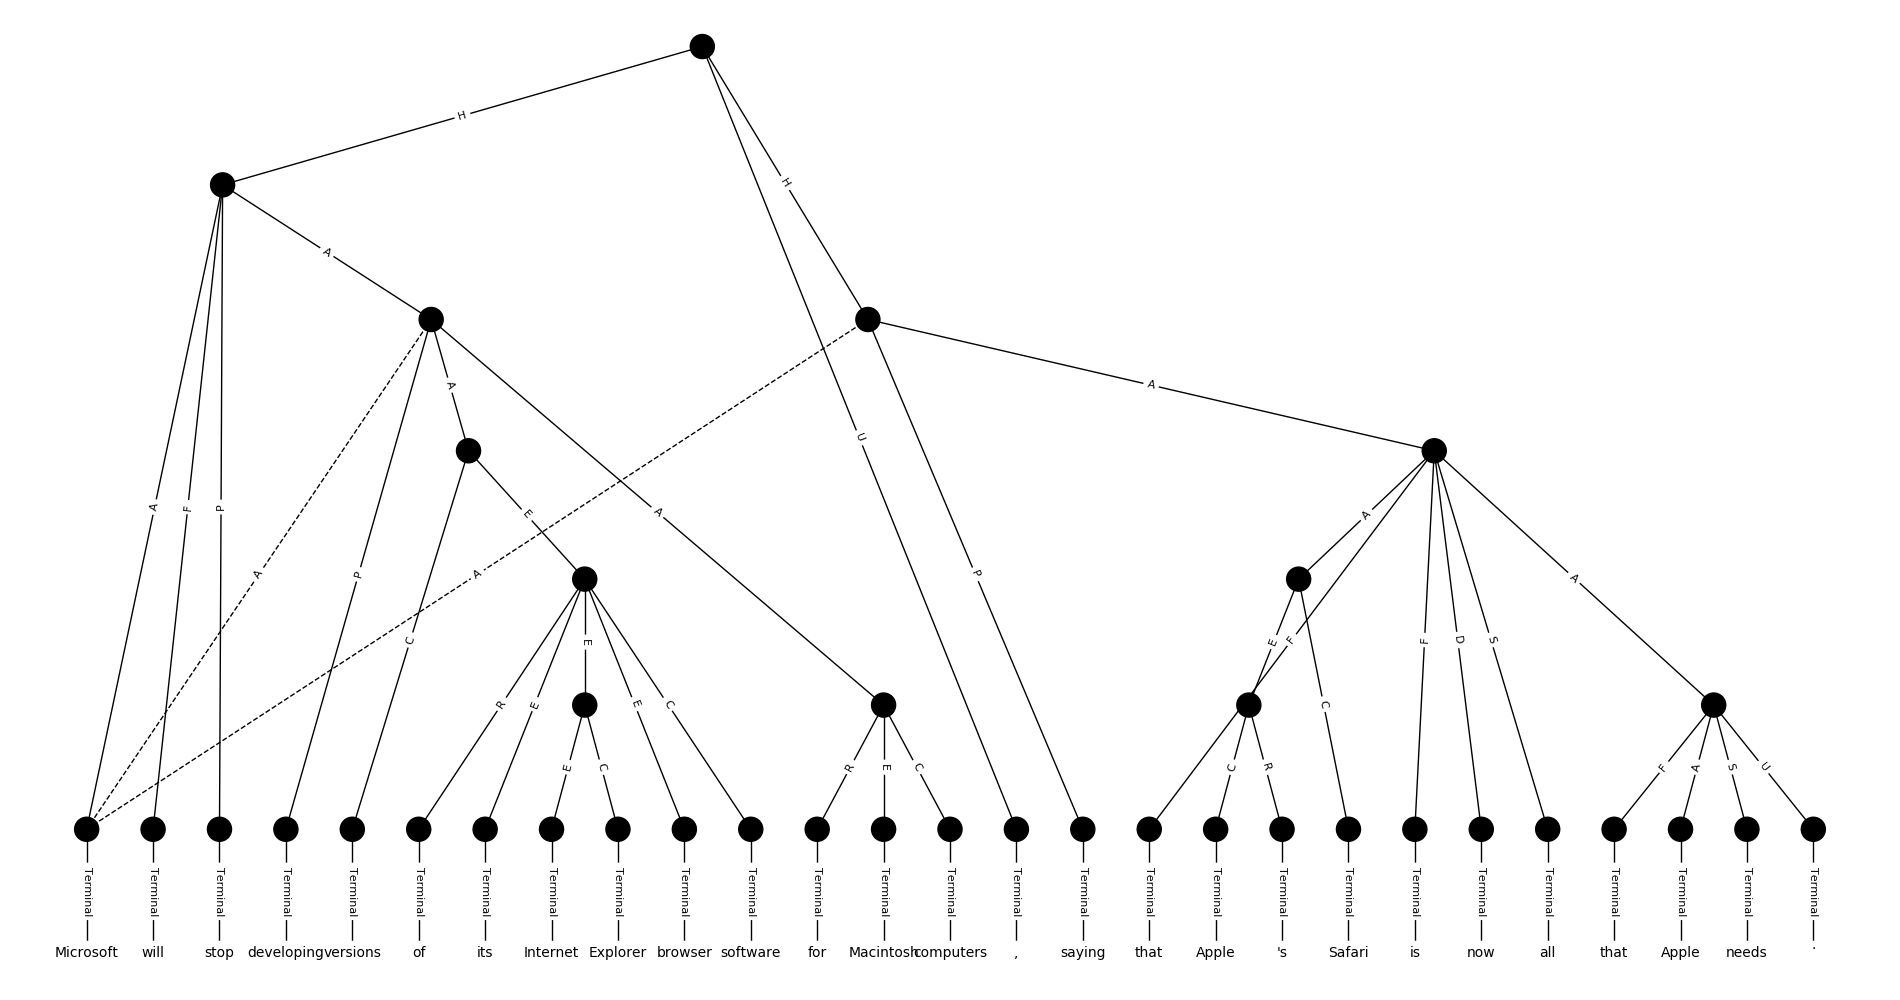 H
H
A
A
A
A F P
U
E
A
A
A
A P
A
P
C
E
E F
F D S
R E
E C
C
E C
R E C
C R
F A S U
Terminal Terminal Terminal Terminal Terminal Terminal Terminal Terminal Terminal Terminal Terminal Terminal Terminal Terminal Terminal Terminal Terminal Terminal Terminal Terminal Terminal Terminal Terminal Terminal Terminal Terminal Terminal
Microsoft will stop developing versions of its Internet Explorer browser software for Macintosh computers , saying that Apple 's Safari is now all that Apple needs .